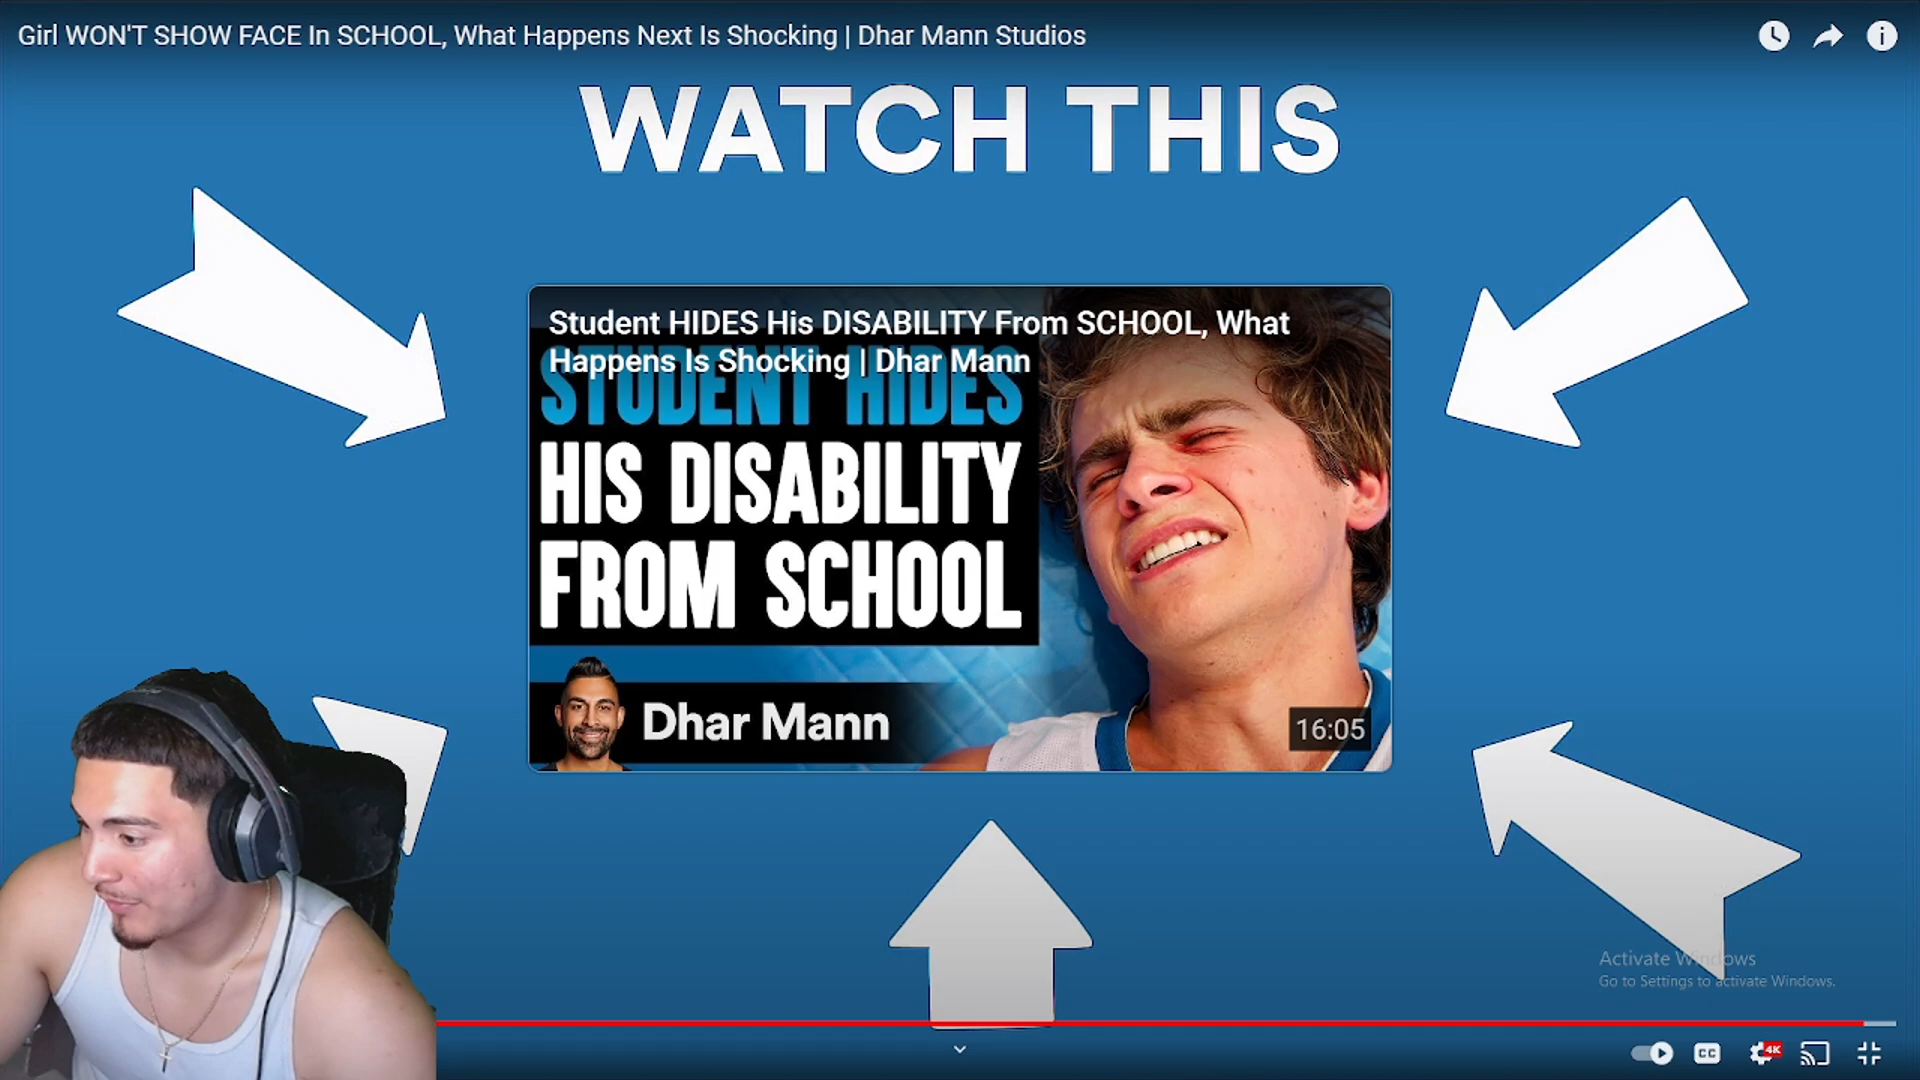 Girl WON'T SHOW FACE In SCHOOL, What Happens Next Is Shocking | Dhar Mann Studios
WATCH THIS
Student HIDES His DISABILITY From SCHOOL, What
Happens Is Shocking | Dhar Mann
STUDENT HIDES
HIS DISABILITY
FROM SCHOOL
Dhar Mann
16:05
Activate Windows
Go to Settings to activate Windows.
CC
4K